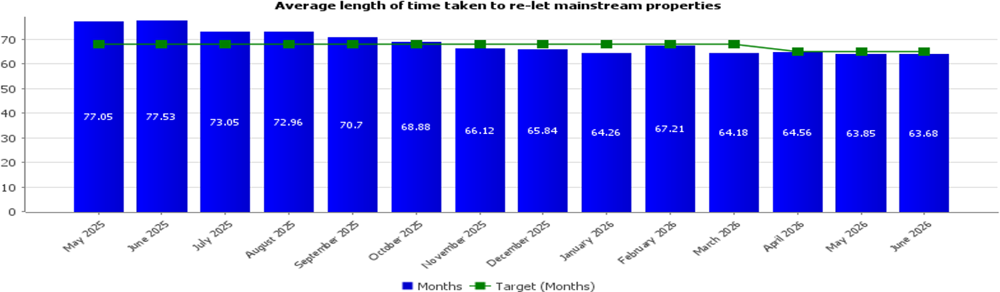 Average length of time taken to re-let mainstream properties
70
60
50
40
30
20
10
0
77.05 77.53 73.05 72.96 70.7 68.88 66.12 65.84 64.26 67.21 64.18 64.56 63.85 63.68
May 2025 June 2025 July 2025 August 2025 September 2025 October 2025 November 2025 December 2025 January 2026 February 2026 March 2026 April 2026 May 2026 June 2026
Months Target (Months)